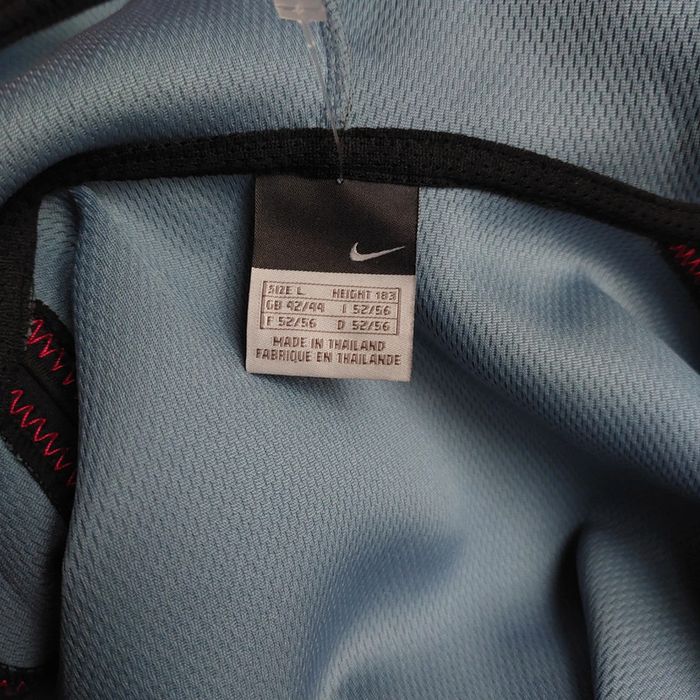 SIZE L HEIGHT 183
GB 42/44 I 52/56
F 52/56 D 52/56
MADE IN THAILAND
FABRIQUE EN THAILANDE